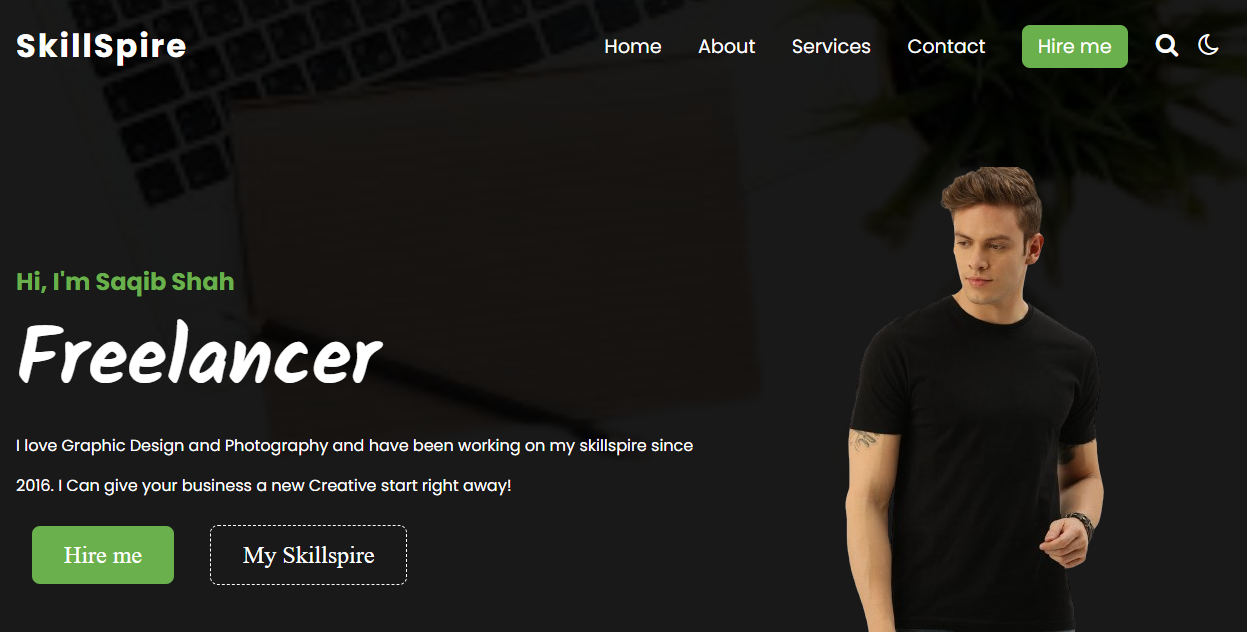 SkillSpire
Home About Services Contact Hire me
Hi, I'm Saqib Shah
Freelancer
I love Graphic Design and Photography and have been working on my skillspire since
2016. I Can give your business a new Creative start right away!
Hire me My Skillspire